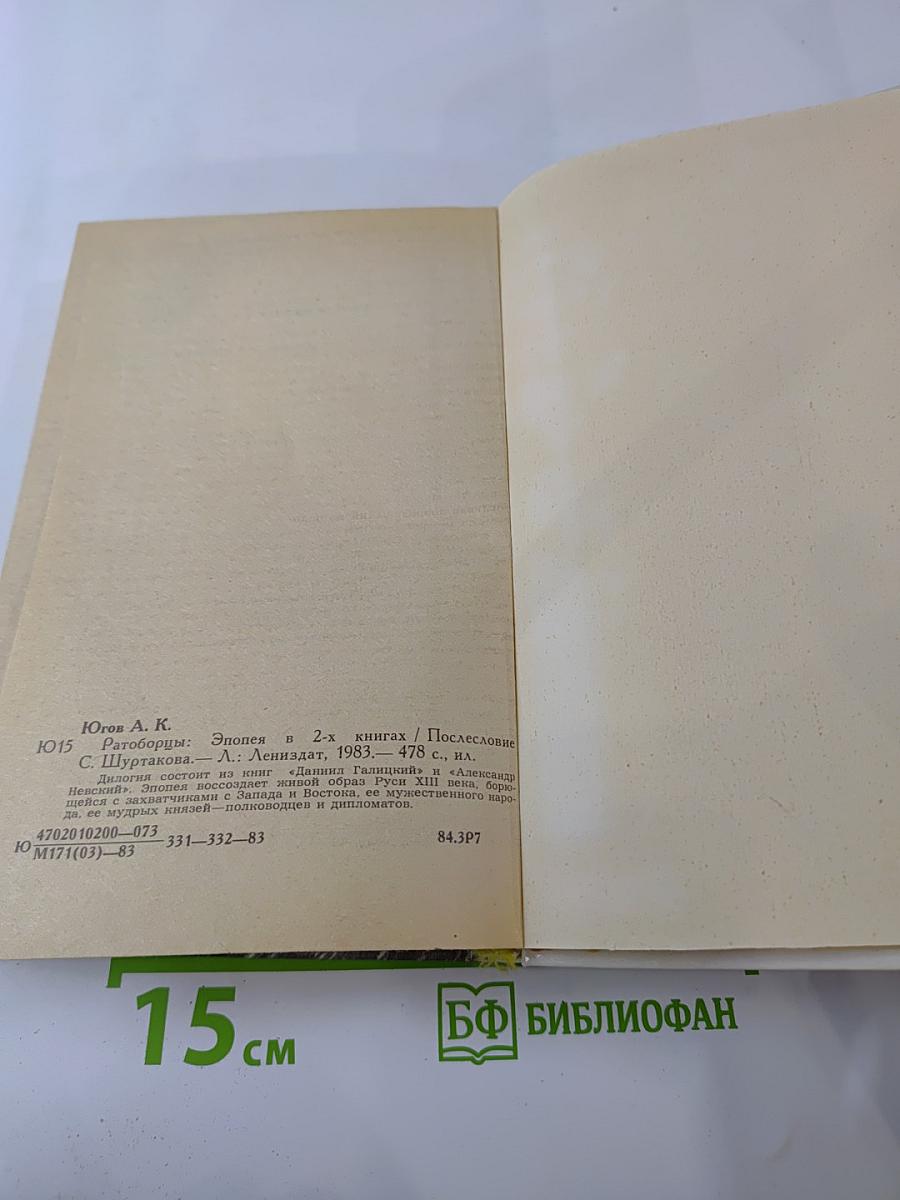 Югов А. К.
Ю15 Ратоборцы: Эпопея в 2-х книгах / Послесловие
С. Шуртакова.— Л.: Лениздат, 1983.— 478 с., ил.
Дилогия состоит из книг «Даниил Галицкий» и «Александр
Невский». Эпопея воссоздает живой образ Руси XIII века, борю-
щейся с захватчиками с Запада и Востока, ее мужественного наро-
да, ее мудрых князей—полководцев и дипломатов.
4702010200—073
Ю 331—332—83 84.3Р7
М171(03)—83
15 см
БФ БИБЛИОФАН